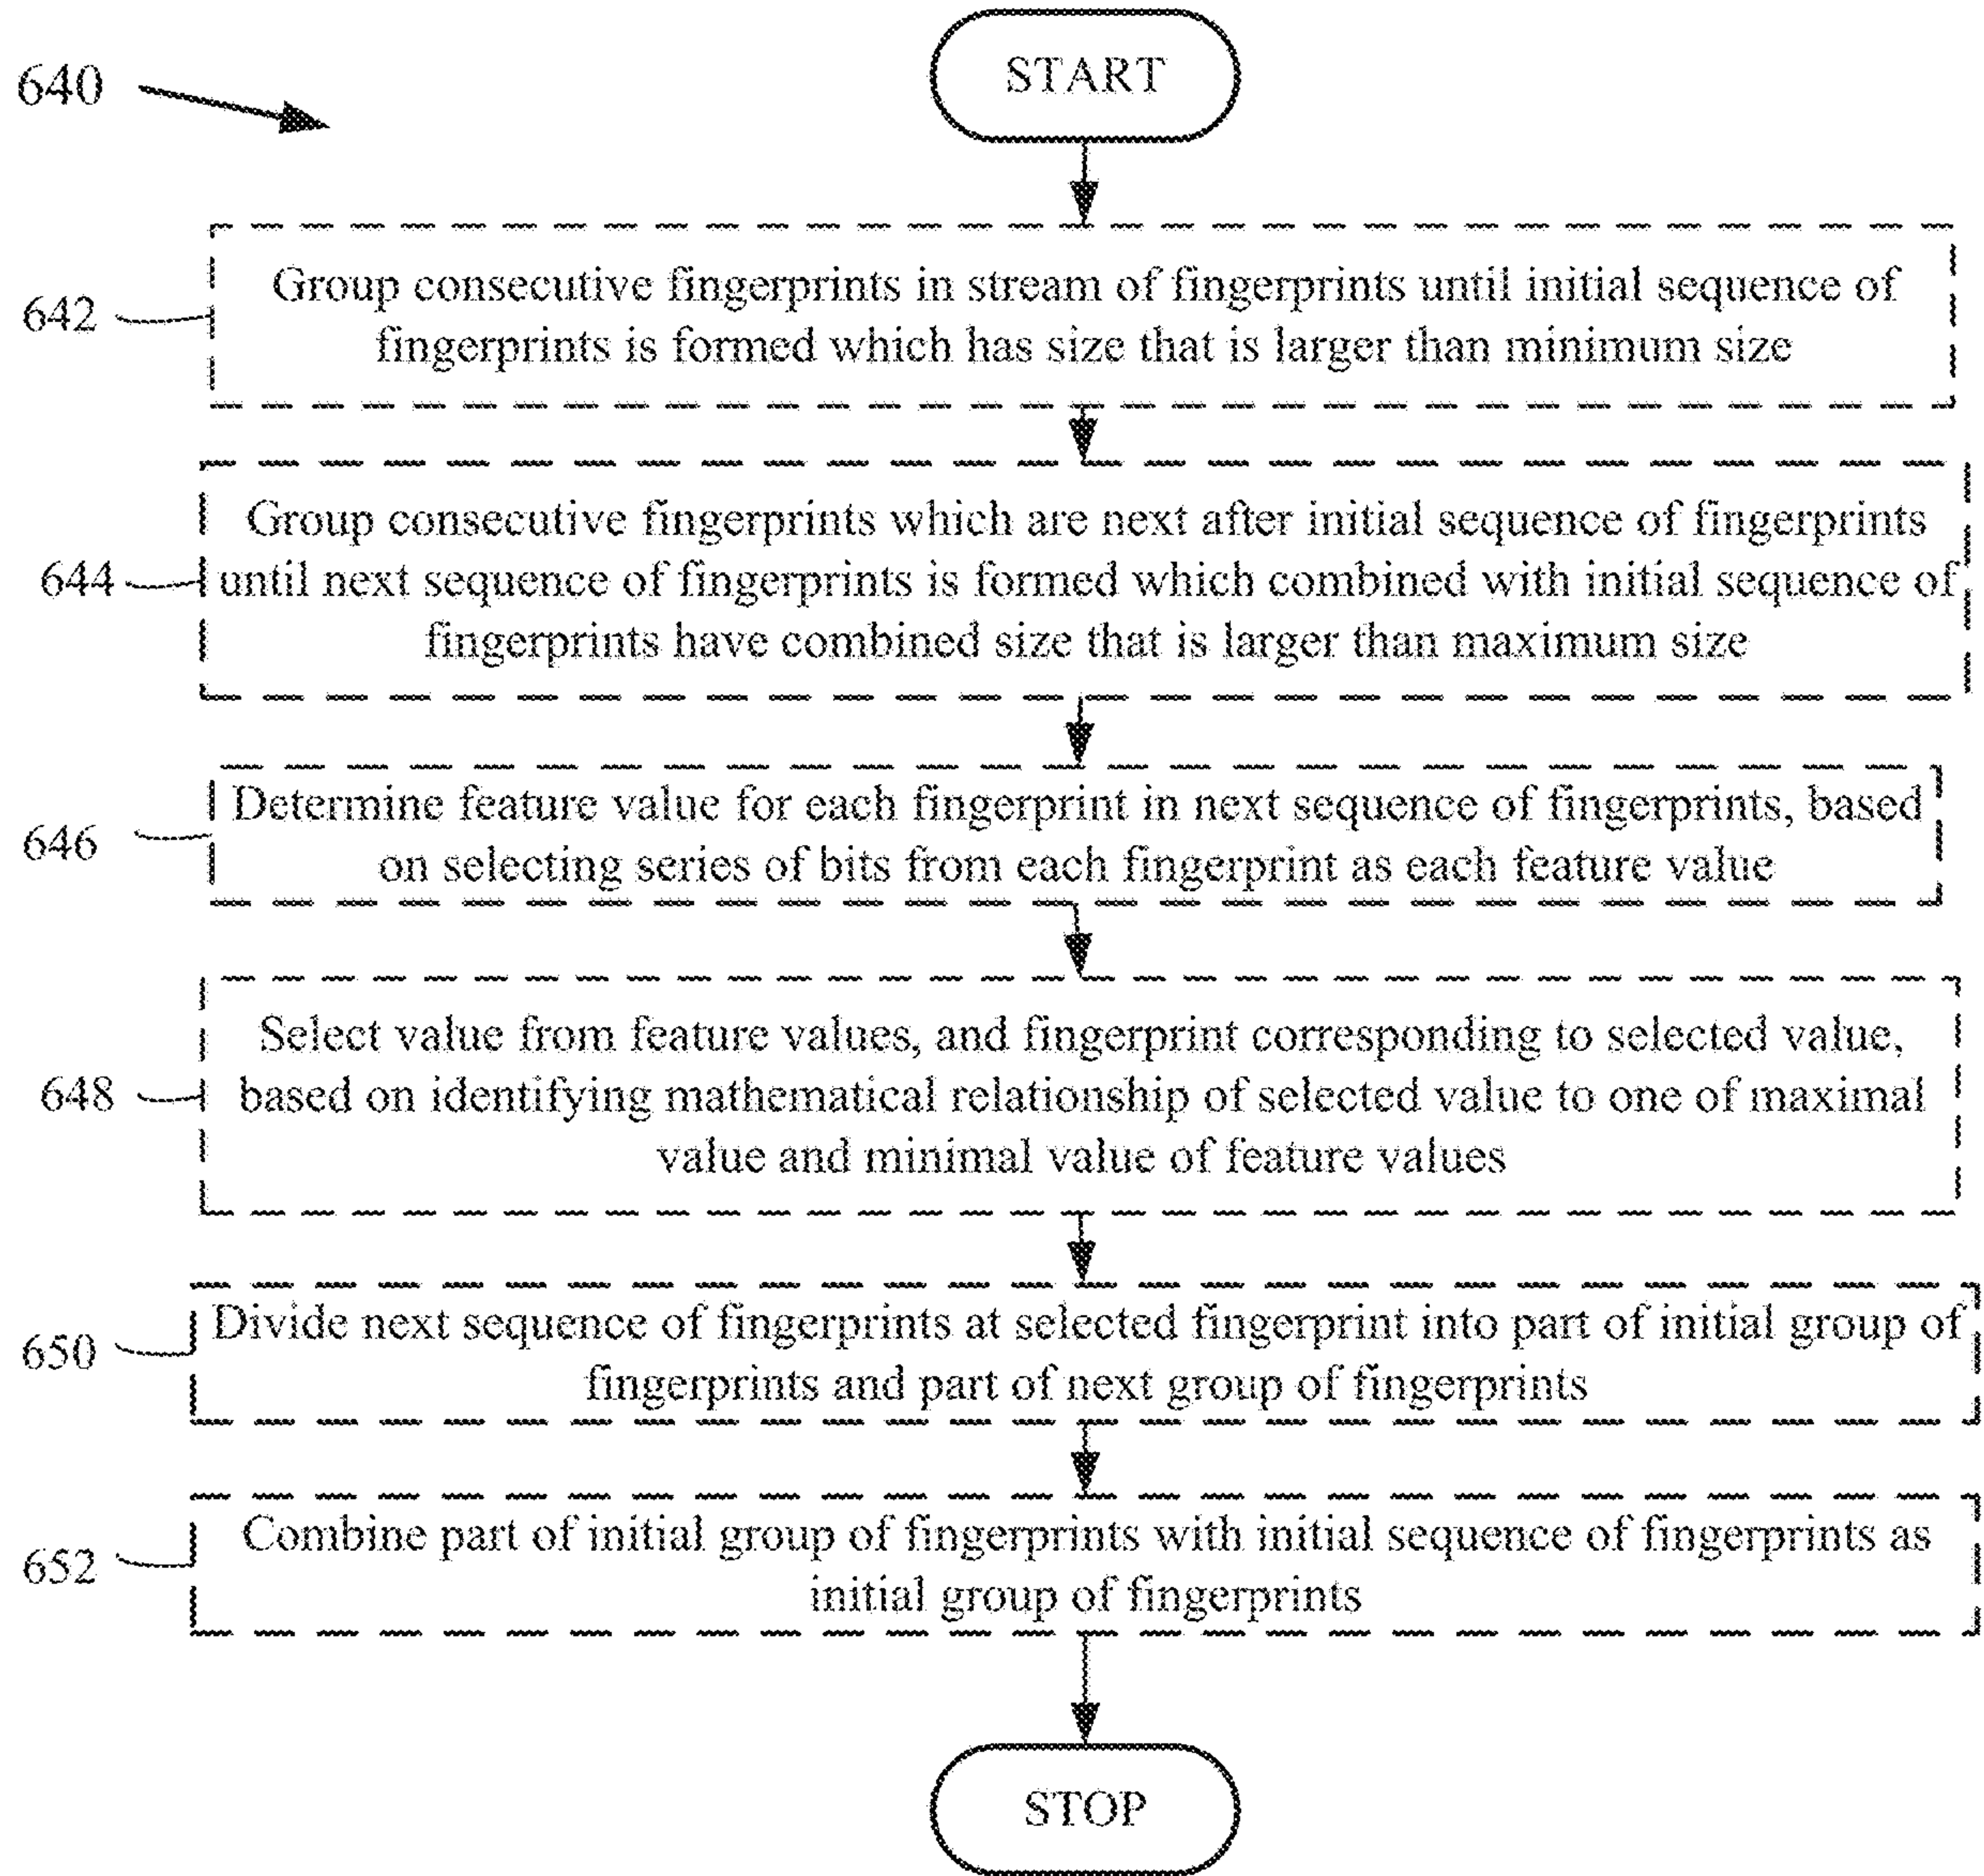 640
START
642
Group consecutive fingerprints in stream of fingerprints until initial sequence of
fingerprints is formed which has size that is larger than minimum size
644
Group consecutive fingerprints which are next after initial sequence of fingerprints
until next sequence of fingerprints is formed which combined with initial sequence of
fingerprints have combined size that is larger than maximum size
646
Determine feature value for each fingerprint in next sequence of fingerprints, based
on selecting series of bits from each fingerprint as each feature value
648
Select value from feature values, and fingerprint corresponding to selected value,
based on identifying mathematical relationship of selected value to one of maximal
value and minimal value of feature values
650
Divide next sequence of fingerprints at selected fingerprint into part of initial group of
fingerprints and part of next group of fingerprints
652
Combine part of initial group of fingerprints with initial sequence of fingerprints as
initial group of fingerprints
STOP